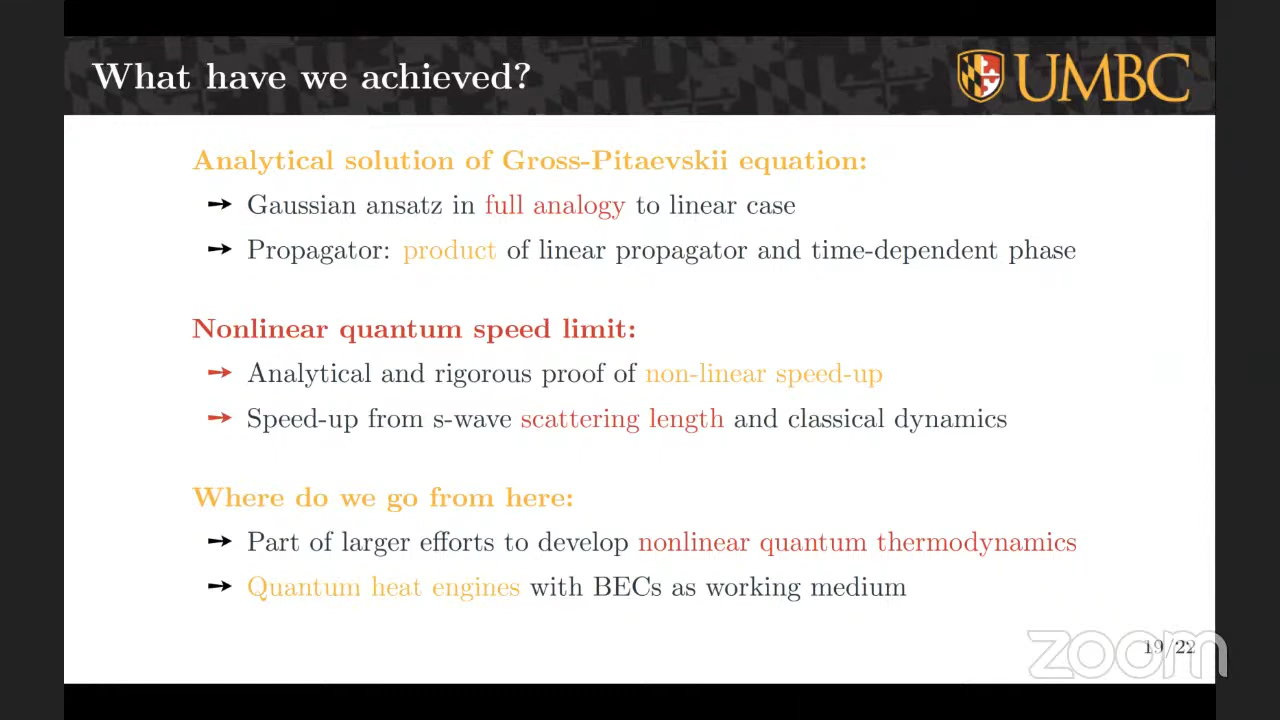 What have we achieved?
UMBC
Analytical solution of Gross-Pitaevskii equation:
➙ Gaussian ansatz in full analogy to linear case
➙ Propagator: product of linear propagator and time-dependent phase
Nonlinear quantum speed limit:
➙ Analytical and rigorous proof of non-linear speed-up
➙ Speed-up from s-wave scattering length and classical dynamics
Where do we go from here:
➙ Part of larger efforts to develop nonlinear quantum thermodynamics
➙ Quantum heat engines with BECs as working medium
zoom
19/22